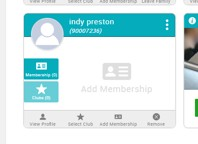 View Profile Select Club Add Membership Leave Family
indy preston
(90007236)
Membership (0)
Clubs (0)
Add Membership
View Profile Select Club Add Membership Remove